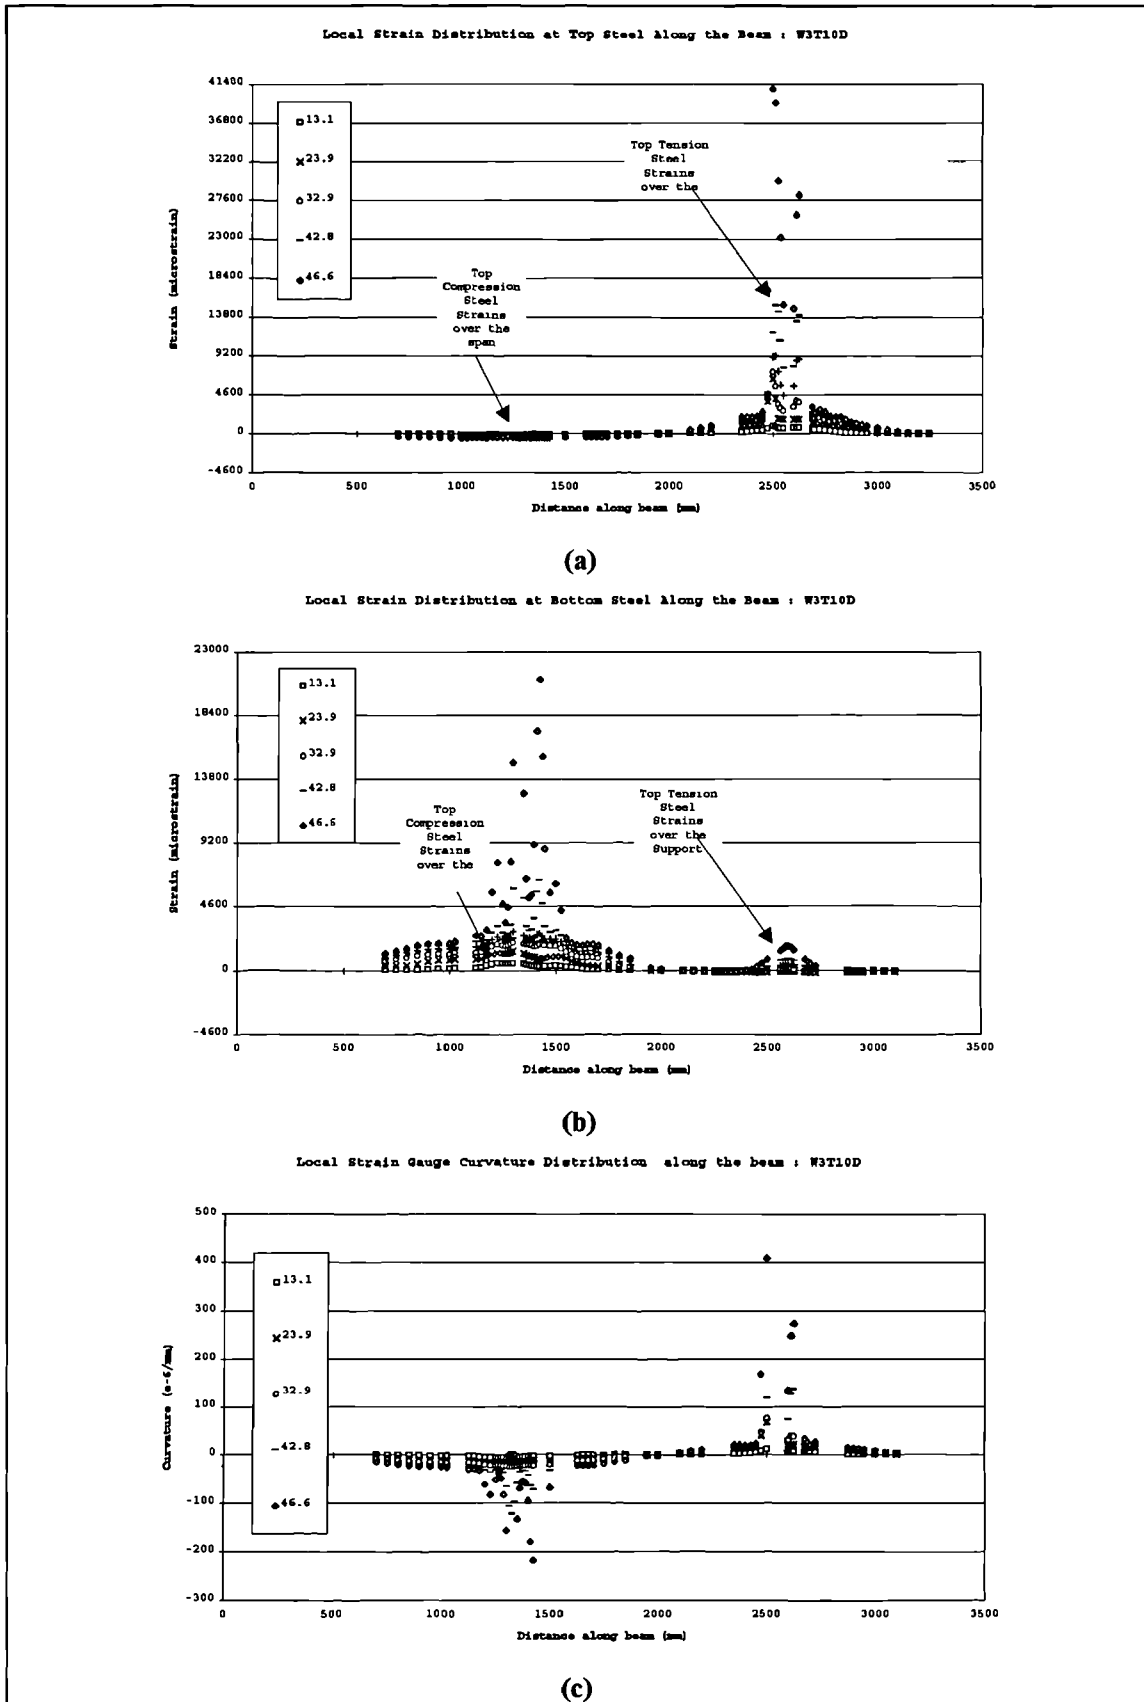 Local Strain Distribution at Top Steel Along the Beam : W3T10D
41400
36800
32200
27600
23000
18400
13800
9200
4600
0
-4600
Strain (microstrain)
13.1
23.9
32.9
42.8
46.6
Top
Compression
Steel
Strains
over the
span
Top Tension
Steel
Strains
over the
0
500
1000
1500
2000
2500
3000
3500
Distance along beam (mm)
(a)
Local Strain Distribution at Bottom Steel Along the Beam : W3T10D
23000
18400
13800
9200
4600
0
-4600
Strain (microstrain)
13.1
23.9
32.9
42.8
46.6
Top
Compression
Steel
Strains
over the
Top Tension
Steel
Strains
over the
Support
0
500
1000
1500
2000
2500
3000
3500
Distance along beam (mm)
(b)
Local Strain Gauge Curvature Distribution along the beam : W3T10D
500
400
300
200
100
0
-100
-200
-300
Curvature (e-6/mm)
13.1
23.9
32.9
42.8
46.6
0
500
1000
1500
2000
2500
3000
3500
Distance along beam (mm)
(c)